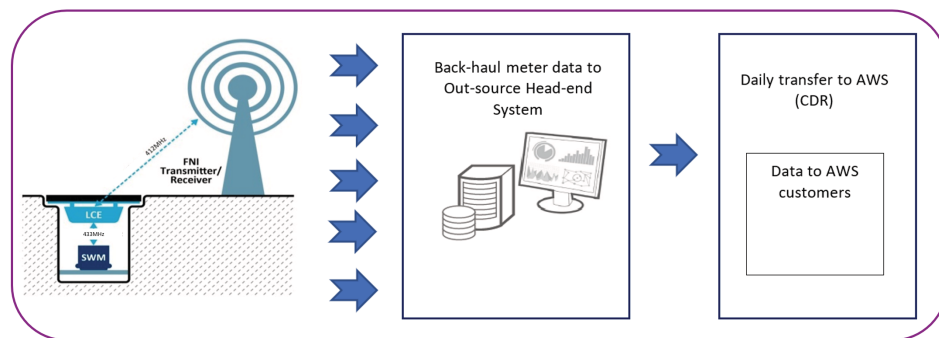 412MHz
FNI
Transmitter/
Receiver
LCE
433MHz
SWM
Back-haul meter data to
Out-source Head-end
System
Daily transfer to AWS
(CDR)
Data to AWS
customers